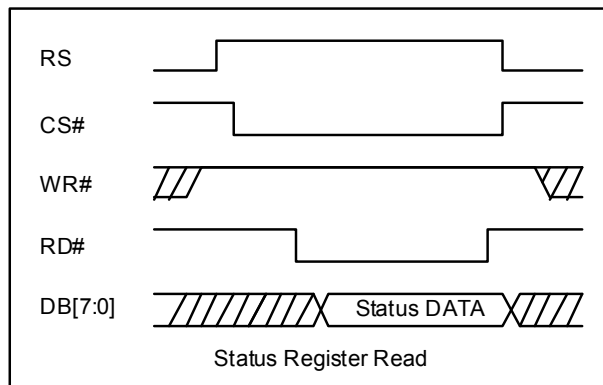 RS
CS#
WR#
RD#
DB[7:0]
Status DATA
Status Register Read